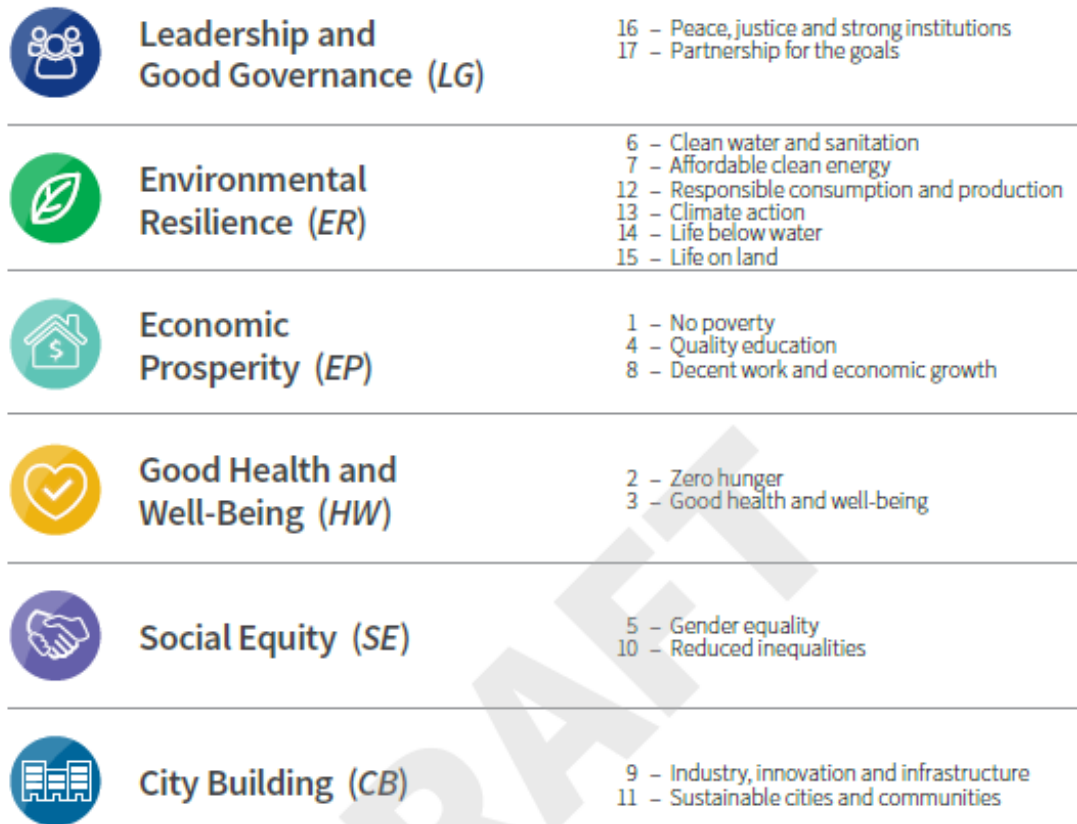 Leadership and
Good Governance (LG)
16 – Peace, justice and strong institutions
17 – Partnership for the goals
Environmental
Resilience (ER)
6 – Clean water and sanitation
7 – Affordable clean energy
12 – Responsible consumption and production
13 – Climate action
14 – Life below water
15 – Life on land
Economic
Prosperity (EP)
$
1 – No poverty
4 – Quality education
8 – Decent work and economic growth
Good Health and
Well-Being (HW)
2 – Zero hunger
3 – Good health and well-being
Social Equity (SE)
5 – Gender equality
10 – Reduced inequalities
City Building (CB)
9 – Industry, innovation and infrastructure
11 – Sustainable cities and communities
RAFT